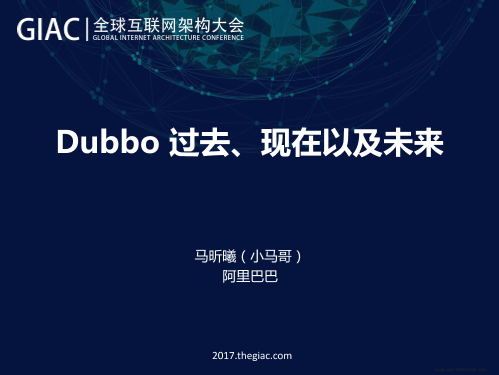 GIAC 全球互联网架构大会
GLOBAL INTERNET ARCHITECTURE CONFERENCE
Dubbo 过去、现在以及未来
马昕曦（小马哥）
阿里巴巴
2017.thegiac.com